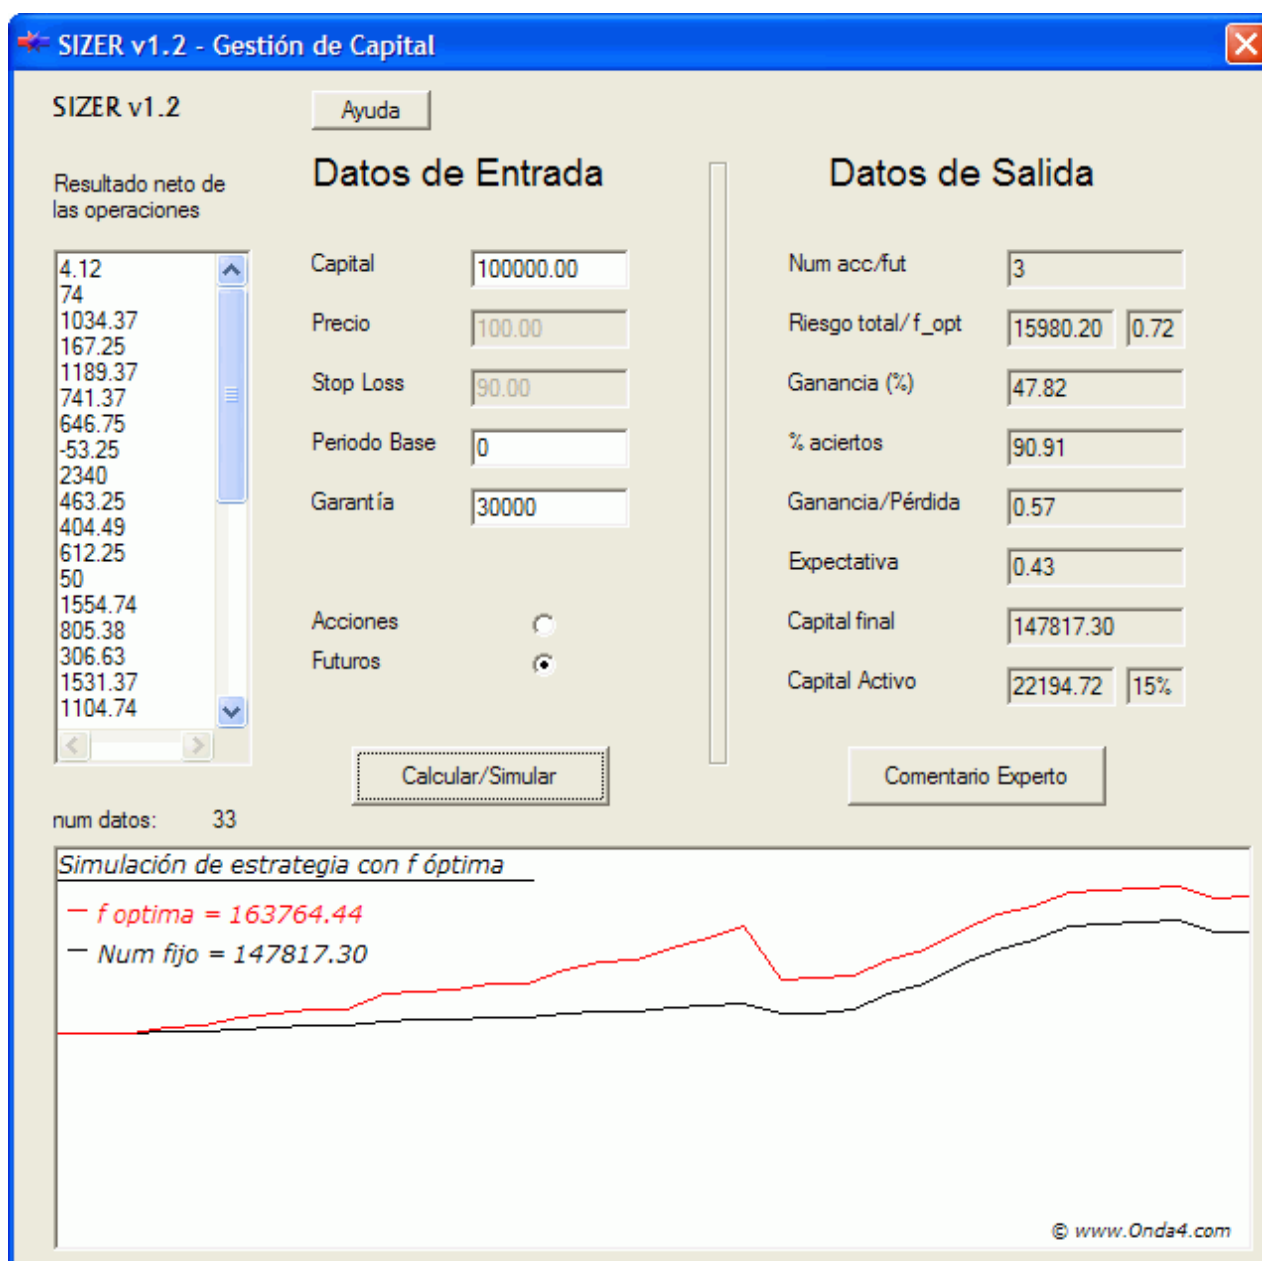 SIZER v1.2 - Gestión de Capital
SIZER v1.2
Ayuda
Resultado neto de
las operaciones
4.12
74
1034.37
167.25
1189.37
741.37
646.75
-53.25
2340
463.25
404.49
612.25
50
1554.74
805.38
306.63
1531.37
1104.74
num datos: 33
Datos de Entrada
Capital 100000.00
Precio 100.00
Stop Loss 90.00
Periodo Base 0
Garantía 30000
Acciones
Futuros
Calcular/Simular
Datos de Salida
Num acc/fut 3
Riesgo total/f_opt 15980.20 0.72
Ganancia (%) 47.82
% aciertos 90.91
Ganancia/Pérdida 0.57
Expectativa 0.43
Capital final 147817.30
Capital Activo 22194.72 15%
Comentario Experto
Simulación de estrategia con f óptima
f optima = 163764.44
Num fijo = 147817.30
© www.Onda4.com